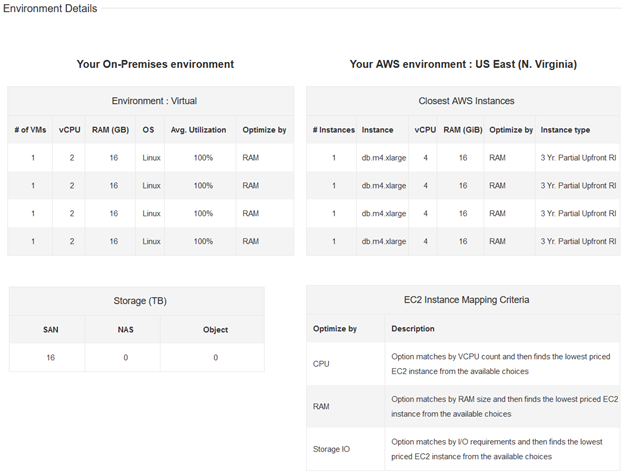 Environment Details
Your On-Premises environment
Environment : Virtual
# of VMs vCPU RAM (GB) OS Avg. Utilization Optimize by
1 2 16 Linux 100% RAM
1 2 16 Linux 100% RAM
1 2 16 Linux 100% RAM
1 2 16 Linux 100% RAM
Your AWS environment : US East (N. Virginia)
Closest AWS Instances
# Instances Instance vCPU RAM (GiB) Optimize by Instance type
1 db.m4.xlarge 4 16 RAM 3 Yr. Partial Upfront RI
1 db.m4.xlarge 4 16 RAM 3 Yr. Partial Upfront RI
1 db.m4.xlarge 4 16 RAM 3 Yr. Partial Upfront RI
1 db.m4.xlarge 4 16 RAM 3 Yr. Partial Upfront RI
Storage (TB)
SAN NAS Object
16 0 0
EC2 Instance Mapping Criteria
Optimize by Description
CPU Option matches by VCPU count and then finds the lowest priced
EC2 instance from the available choices
RAM Option matches by RAM size and then finds the lowest priced EC2
instance from the available choices
Storage IO Option matches by I/O requirements and then finds the lowest
priced EC2 instance from the available choices